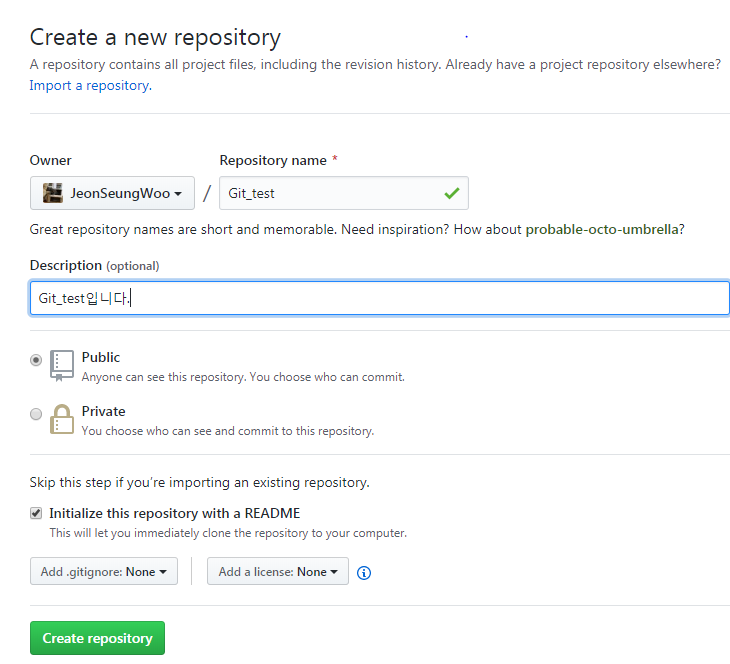 Create a new repository
A repository contains all project files, including the revision history. Already have a project repository elsewhere?
Import a repository.
Owner Repository name *
JeonSeungWoo / Git_test
Great repository names are short and memorable. Need inspiration? How about probable-octo-umbrella?
Description (optional)
Git_test입니다.
Public
Anyone can see this repository. You choose who can commit.
Private
You choose who can see and commit to this repository.
Skip this step if you're importing an existing repository.
Initialize this repository with a README
This will let you immediately clone the repository to your computer.
Add .gitignore: None Add a license: None
Create repository